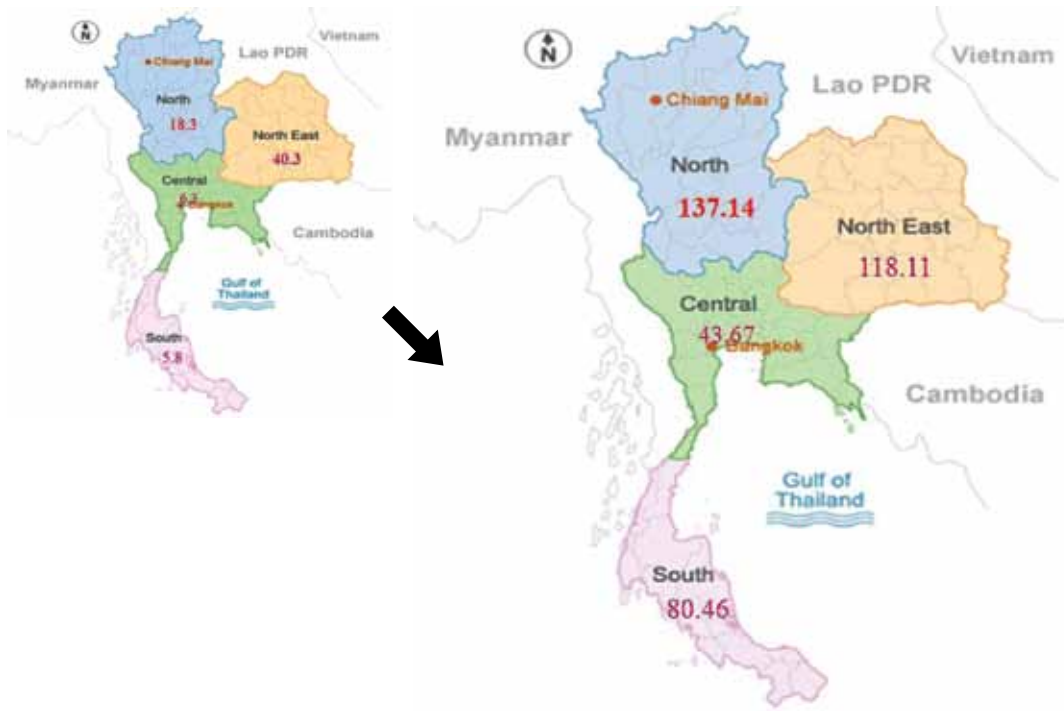 N
Vietnam
Lao PDR
Chiang Mai
Myanmar
North
18.3
North East
40.3
Central
Bangkok
Cambodia
Gulf of
Thailand
South
5.8
N
Vietnam
Lao PDR
Chiang Mai
Myanmar
North
137.14
North East
118.11
Central
43.67
Bangkok
Cambodia
Gulf of
Thailand
South
80.46